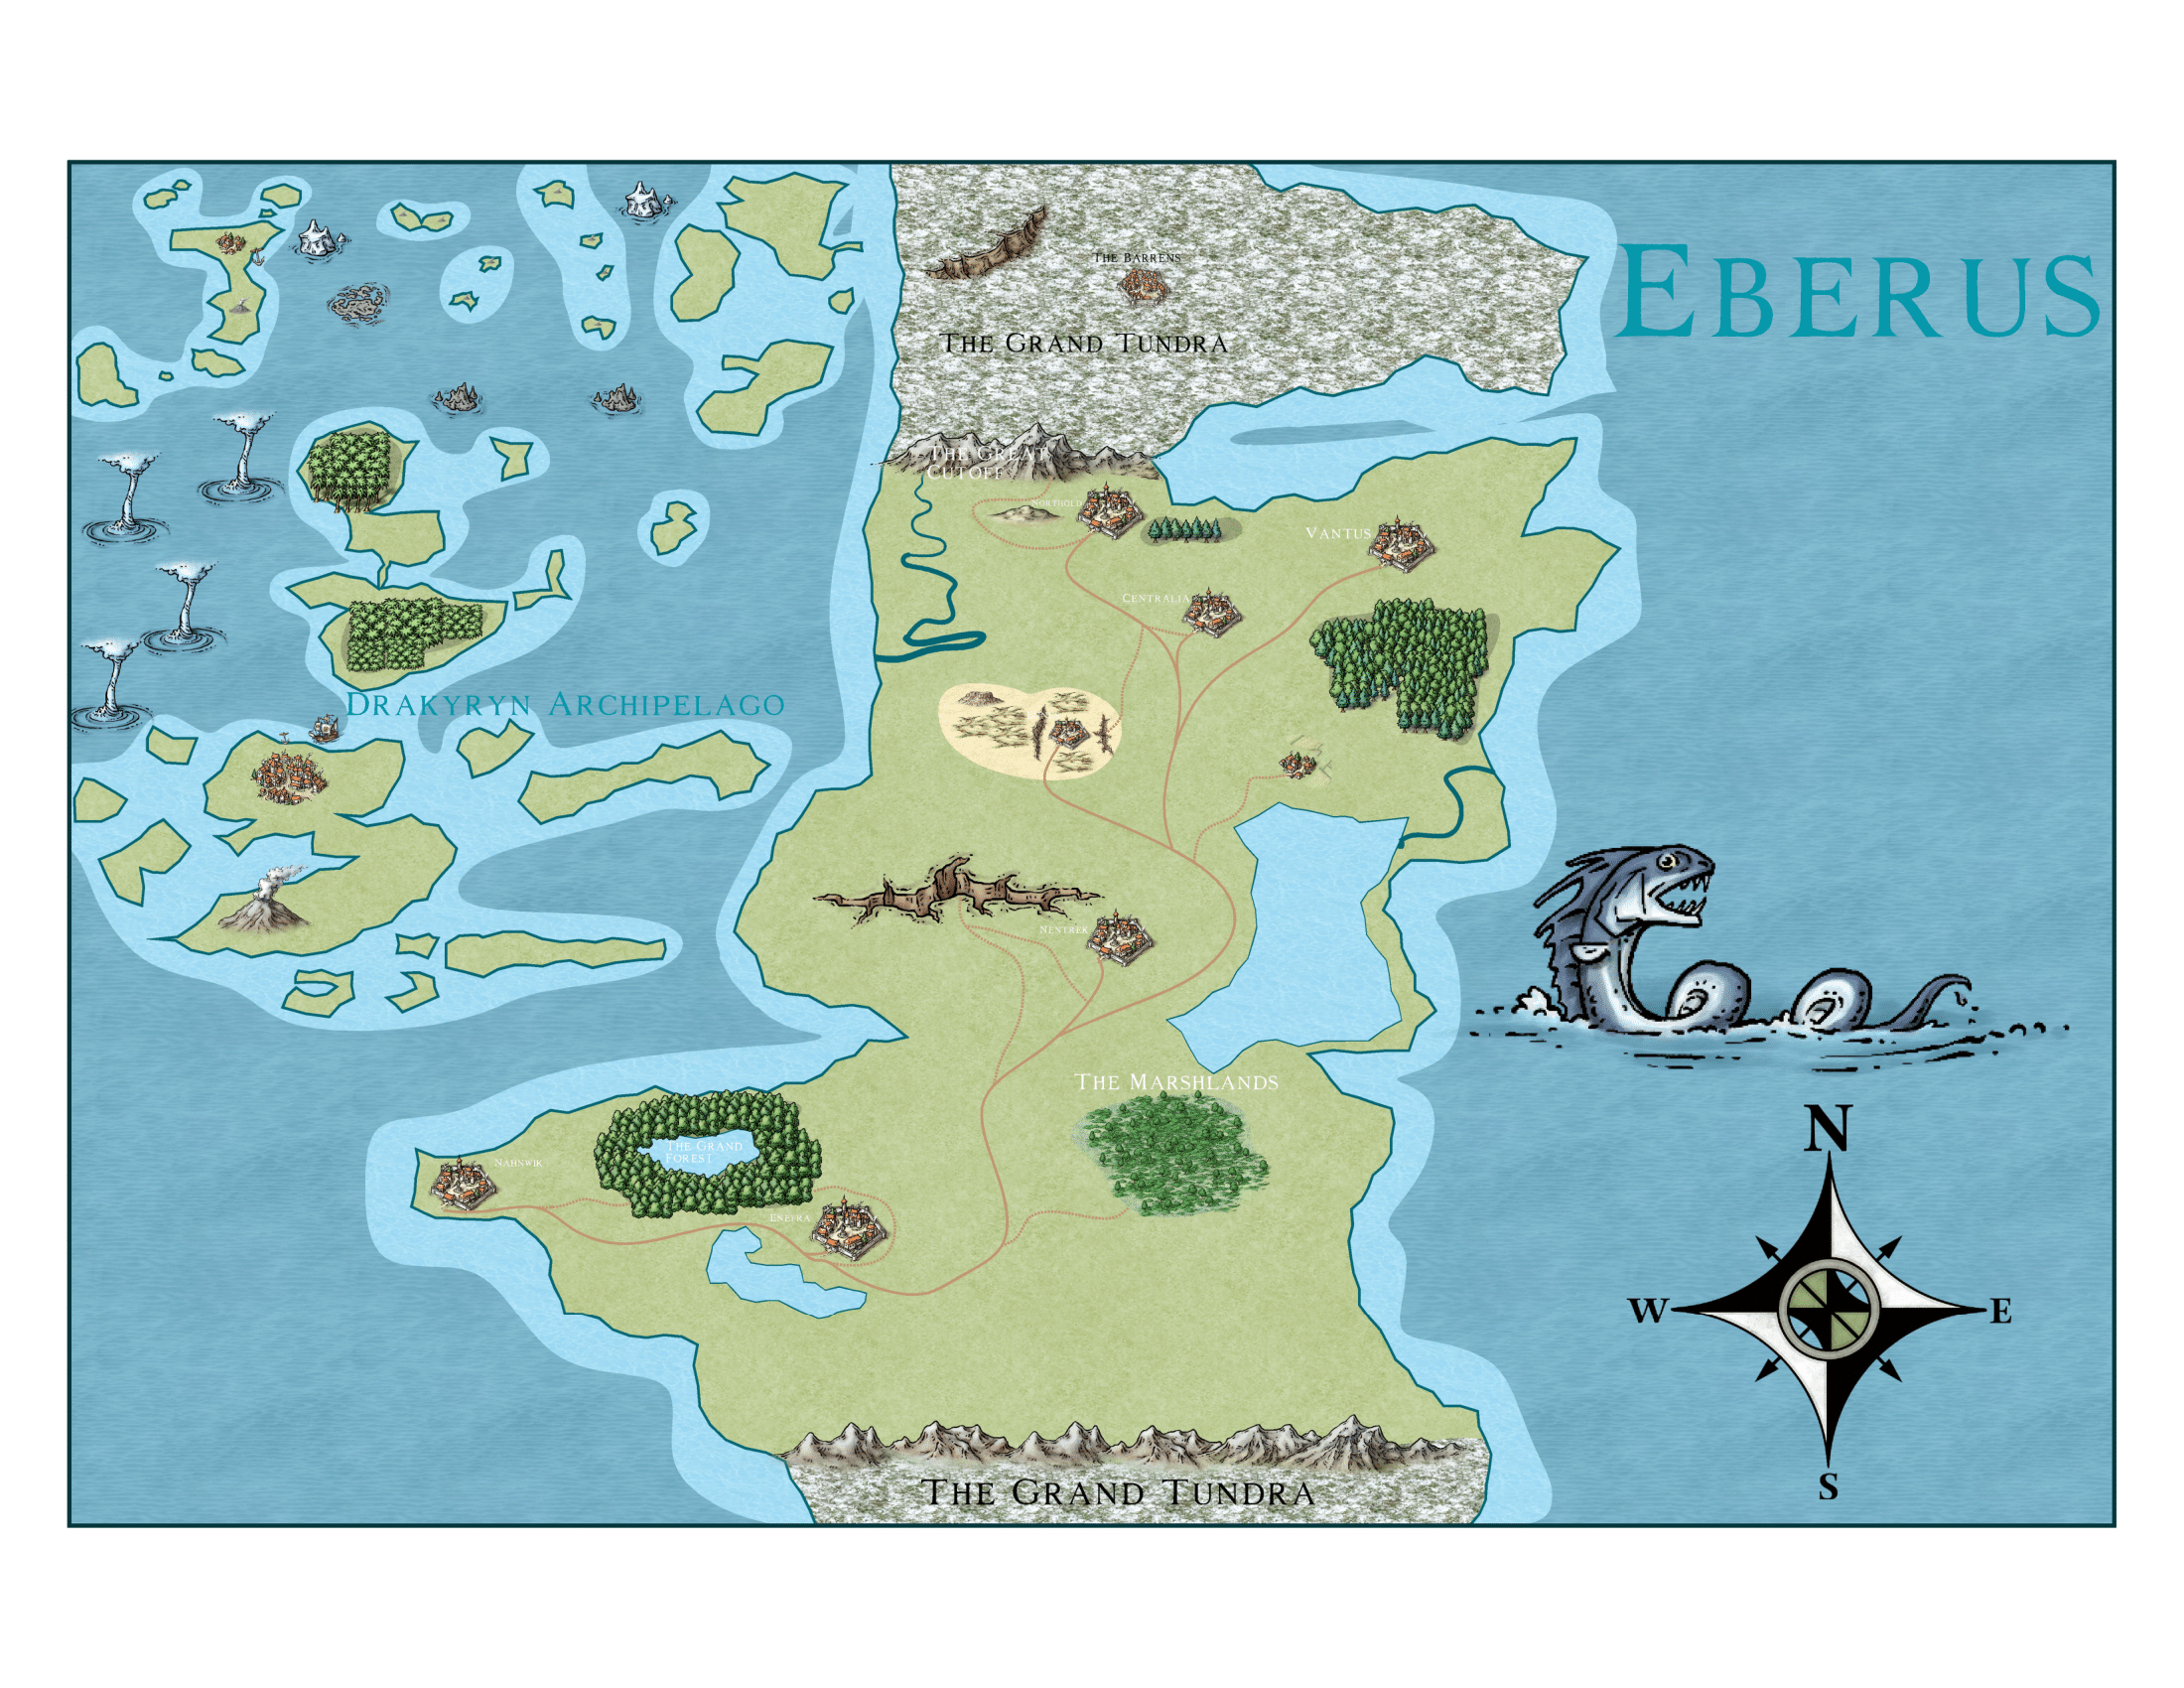 Eberus
The Barrens
The Grand Tundra
The Great
Cutoff
Northold
Vantus
Centralia
Drakyryn Archipelago
Nentrek
The Marshlands
N
The Grand
Forest
Nahnwik
Enefra
W
E
S
The Grand Tundra